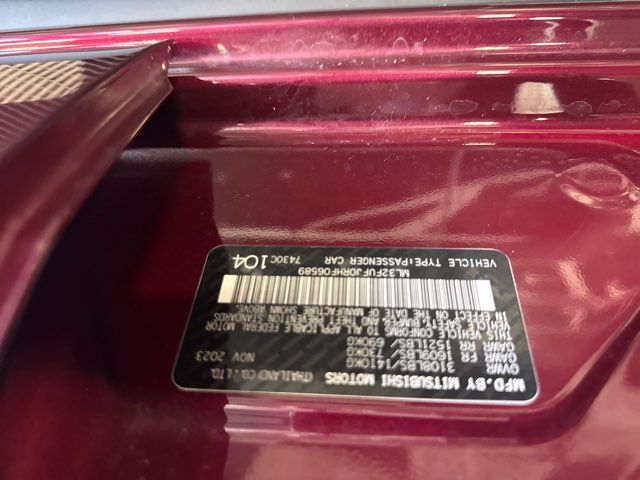 MFD.BY MITSUBISHI MOTORS (THAILAND) CO., LTD.
GVWR 3108LBS/1410KG NOV 2023
GAWR FR 1609LBS/ 730KG
GAWR RR 1521LBS/ 690KG
THIS VEHICLE CONFORMS TO ALL APPLICABLE FEDERAL MOTOR
VEHICLE SAFETY, BUMPER AND THEFT PREVENTION STANDARDS
IN EFFECT ON THE DATE OF MANUFACTURE SHOWN ABOVE.
ML32FUFJ0RHF06589
VEHICLE TYPE:PASSENGER CAR 7430C 104